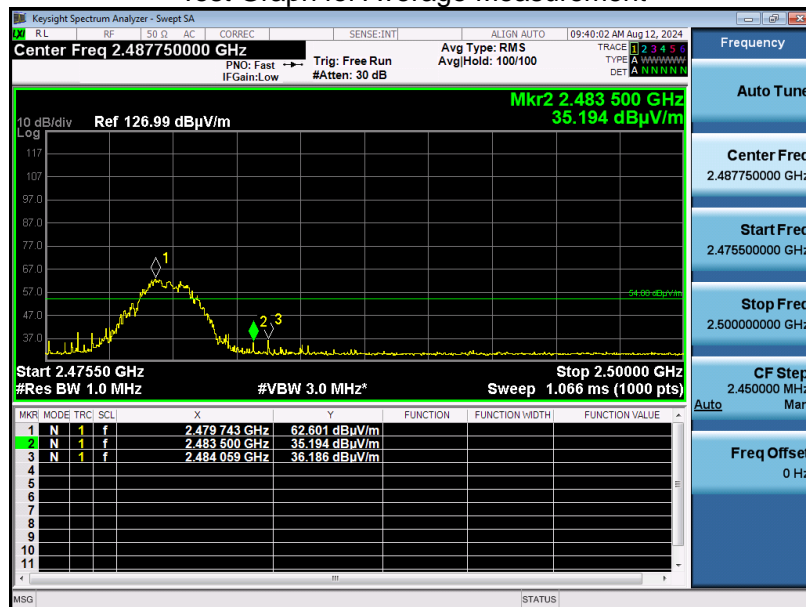 Keysight Spectrum Analyzer - Swept SA
LXI RL RF 50 Ω AC CORREC SENSE:INT ALIGN AUTO 09:40:02 AM Aug 12, 2024
Center Freq 2.487750000 GHz
PNO: Fast
IFGain:Low
Trig: Free Run
#Atten: 30 dB
Avg Type: RMS
Avg|Hold: 100/100
TRACE 1 2 3 4 5 6
TYPE A WWWWW
DET A N N N N N
Mkr2 2.483 500 GHz
35.194 dBµV/m
10 dB/div Ref 126.99 dBµV/m
Log
117
107
97.0
87.0
77.0
67.0
57.0
47.0
37.0
1
2
3
54.00 dBµV/m
Start 2.47550 GHz Stop 2.50000 GHz
#Res BW 1.0 MHz #VBW 3.0 MHz* Sweep 1.066 ms (1000 pts)
MKR MODE TRC SCL X Y FUNCTION FUNCTION WIDTH FUNCTION VALUE
1 N 1 f 2.479 743 GHz 62.601 dBµV/m
2 N 1 f 2.483 500 GHz 35.194 dBµV/m
3 N 1 f 2.484 059 GHz 36.186 dBµV/m
4
5
6
7
8
9
10
11
MSG STATUS
Frequency
Auto Tune
Center Freq
2.487750000 GHz
Start Freq
2.475500000 GHz
Stop Freq
2.500000000 GHz
CF Step
2.450000 MHz
Auto Man
Freq Offset
0 Hz